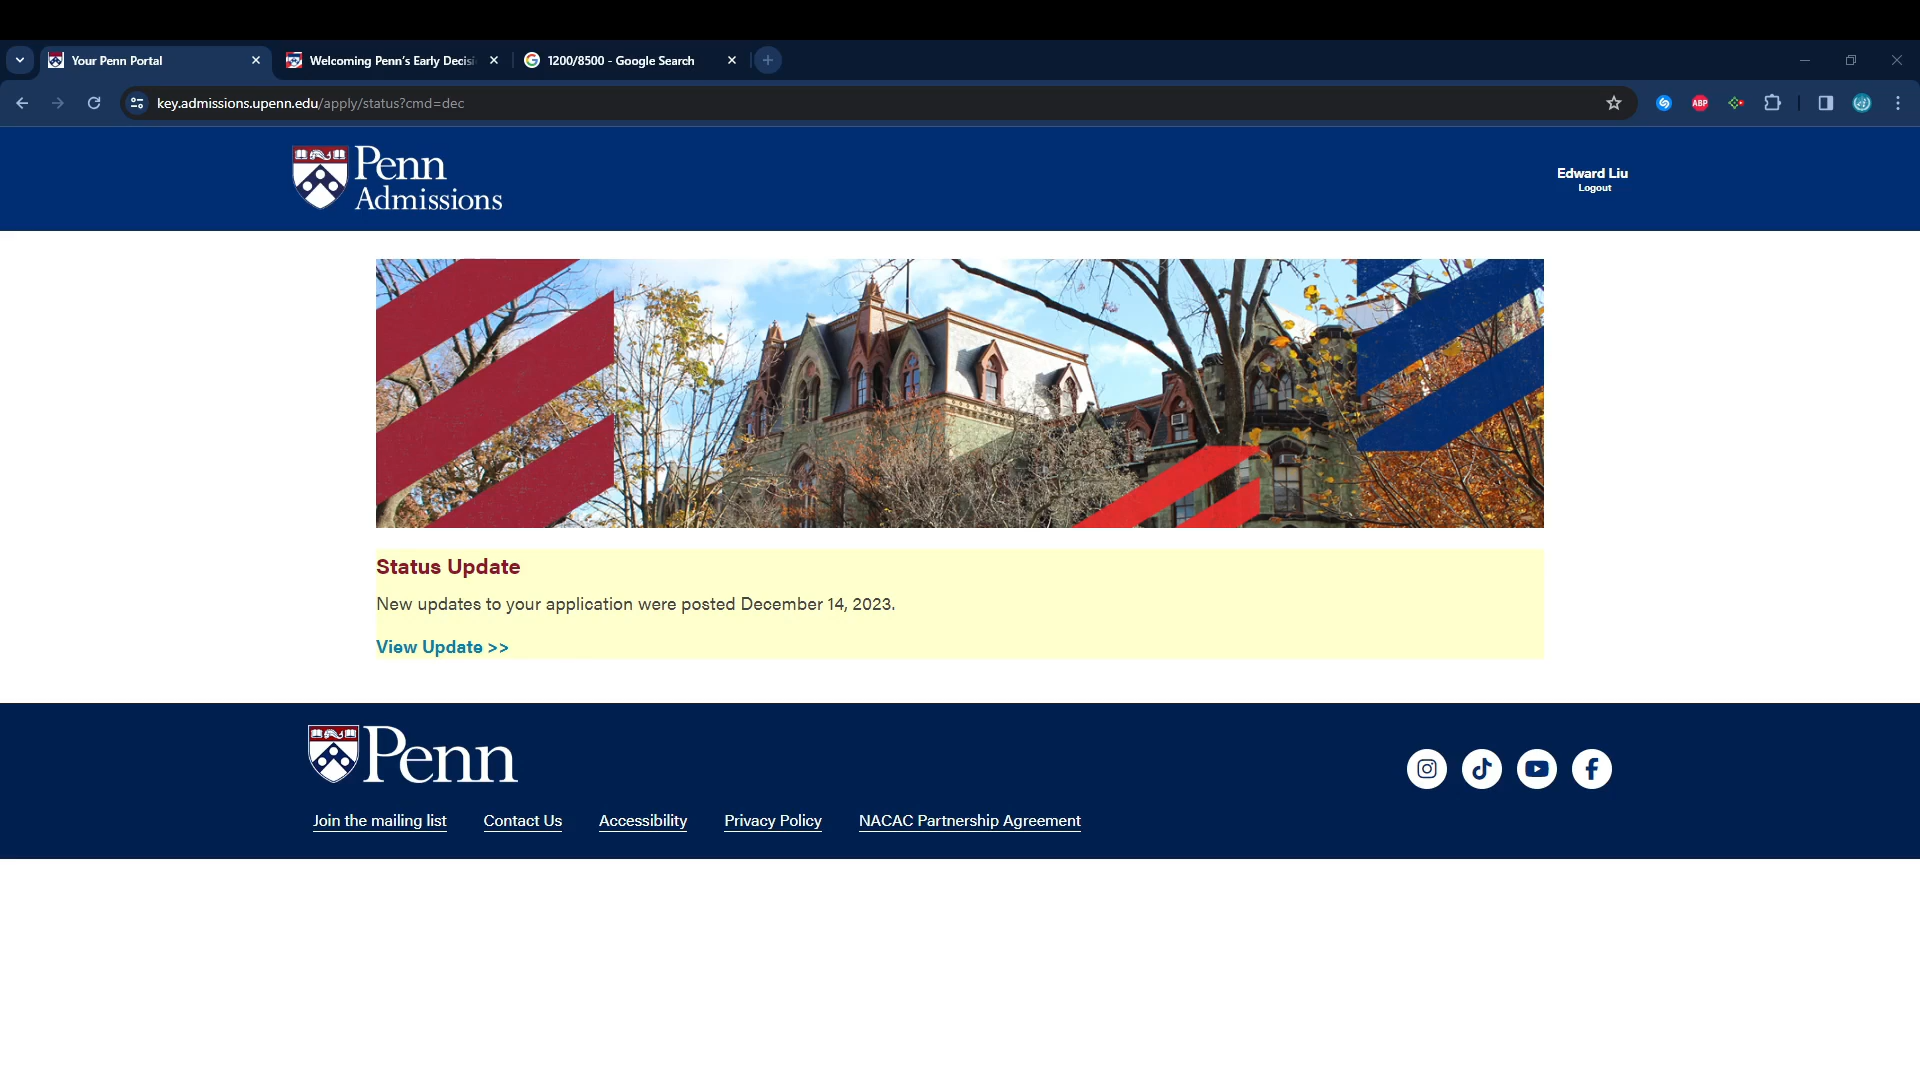 Your Penn Portal
Welcoming Penn's Early Decisi
1200/8500 - Google Search
key.admissions.upenn.edu/apply/status?cmd=dec
ABP
Penn
Admissions
Edward Liu
Logout
Status Update
New updates to your application were posted December 14, 2023.
View Update >>
Penn
Join the mailing list
Contact Us
Accessibility
Privacy Policy
NACAC Partnership Agreement